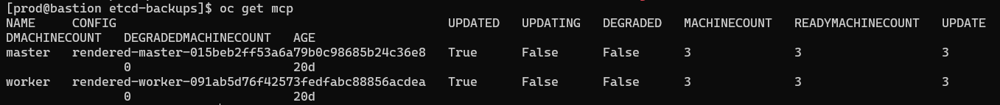 [prod@bastion etcd-backups]$ oc get mcp
NAME     CONFIG                                             UPDATED   UPDATING   DEGRADED   MACHINECOUNT   READYMACHINECOUNT   UPDATE
DMACHINECOUNT   DEGRADEDMACHINECOUNT   AGE
master   rendered-master-015beb2ff53a6a79b0c98685b24c36e8   True      False      False      3              3                   3
                0                      20d
worker   rendered-worker-091ab5d76f42573fedfabc88856acdea   True      False      False      3              3                   3
                0                      20d